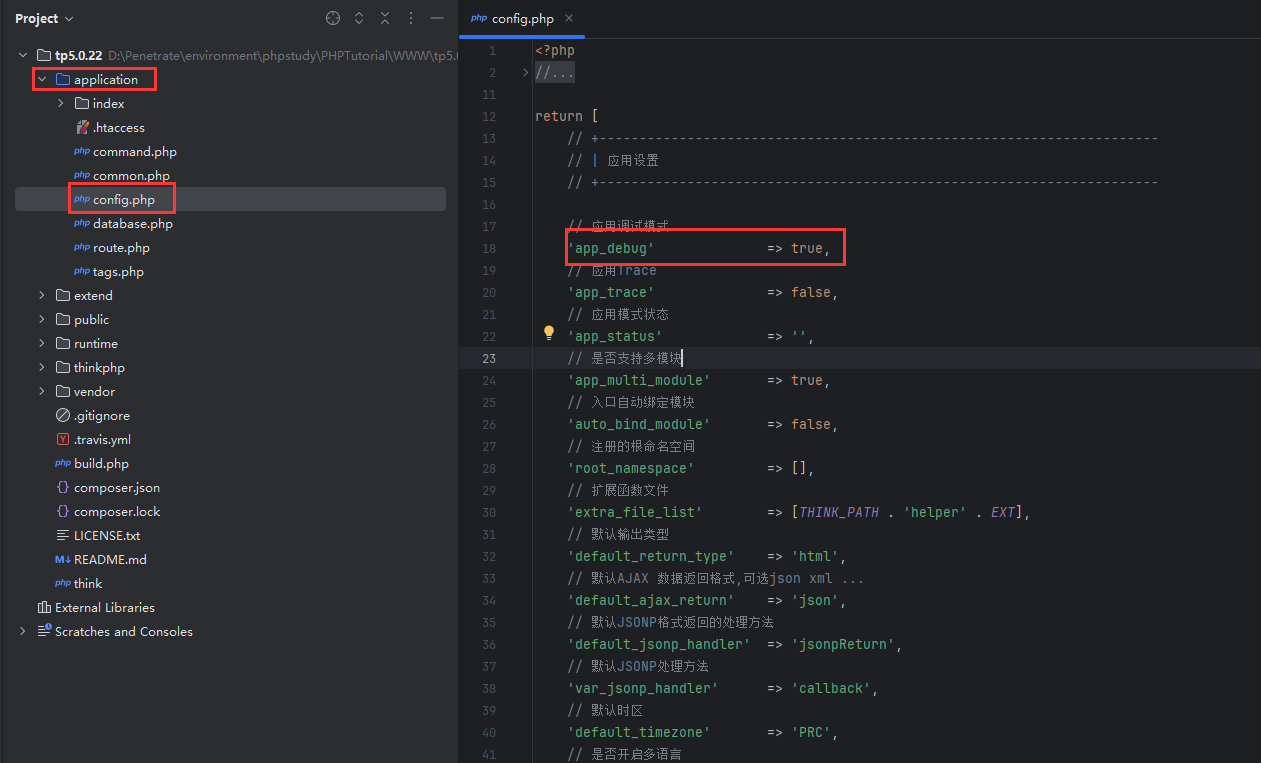 Project
tp5.0.22 D:\Penetrate\environment\phpstudy\PHPTutorial\WWW\tp5.
application
index
.htaccess
php command.php
php common.php
php config.php
php database.php
php route.php
php tags.php
extend
public
runtime
thinkphp
vendor
.gitignore
Y .travis.yml
php build.php
{} composer.json
{} composer.lock
LICENSE.txt
M↓ README.md
php think
External Libraries
Scratches and Consoles
php config.php ×
1 <?php
2 //...
11
12 return [
13 // +----------------------------------------------------------------------
14 // | 应用设置
15 // +----------------------------------------------------------------------
16
17 // 应用调试模式
18 'app_debug' => true,
19 // 应用Trace
20 'app_trace' => false,
21 // 应用模式状态
22 'app_status' => '',
23 // 是否支持多模块
24 'app_multi_module' => true,
25 // 入口自动绑定模块
26 'auto_bind_module' => false,
27 // 注册的根命名空间
28 'root_namespace' => [],
29 // 扩展函数文件
30 'extra_file_list' => [THINK_PATH . 'helper' . EXT],
31 // 默认输出类型
32 'default_return_type' => 'html',
33 // 默认AJAX 数据返回格式,可选json xml ...
34 'default_ajax_return' => 'json',
35 // 默认JSONP格式返回的处理方法
36 'default_jsonp_handler' => 'jsonpReturn',
37 // 默认JSONP处理方法
38 'var_jsonp_handler' => 'callback',
39 // 默认时区
40 'default_timezone' => 'PRC',
41 // 是否开启多语言